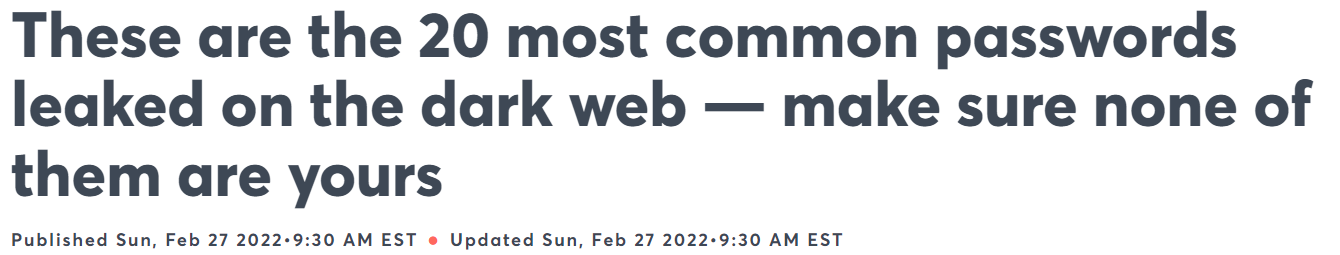 These are the 20 most common passwords
leaked on the dark web — make sure none of
them are yours
Published Sun, Feb 27 2022•9:30 AM EST • Updated Sun, Feb 27 2022•9:30 AM EST